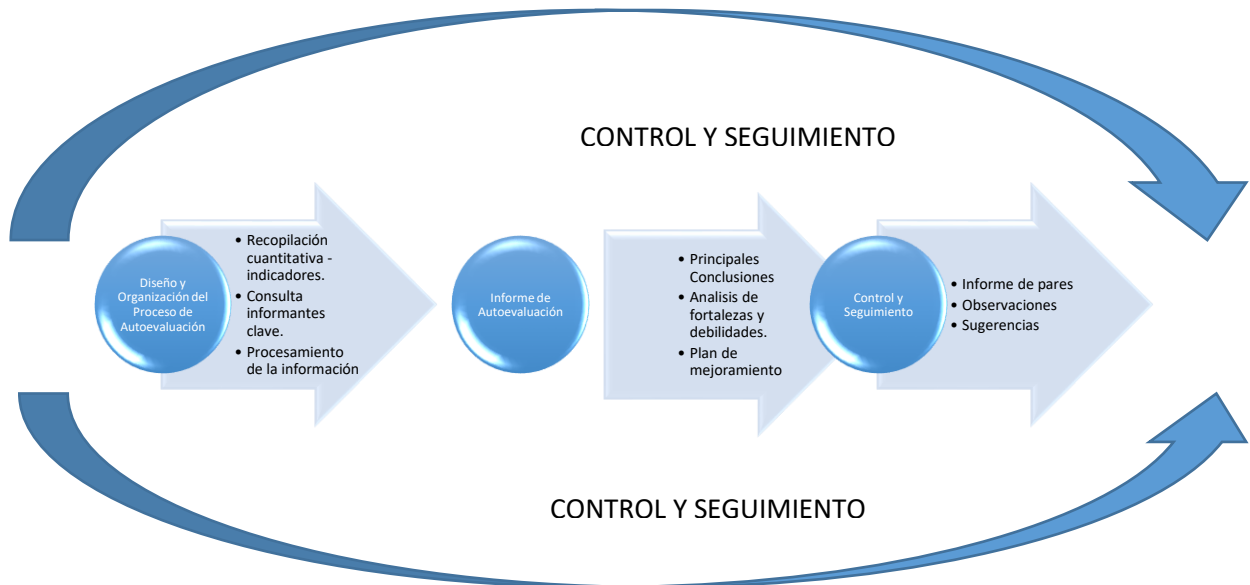 CONTROL Y SEGUIMIENTO
Diseño y
Organización del
Proceso de
Autoevaluación
• Recopilación
cuantitativa -
indicadores.
• Consulta
informantes
clave.
• Procesamiento
de la información
Informe de
Autoevaluación
• Principales
Conclusiones
• Analisis de
fortalezas y
debilidades.
• Plan de
mejoramiento
Control y
Seguimiento
• Informe de pares
• Observaciones
• Sugerencias
CONTROL Y SEGUIMIENTO